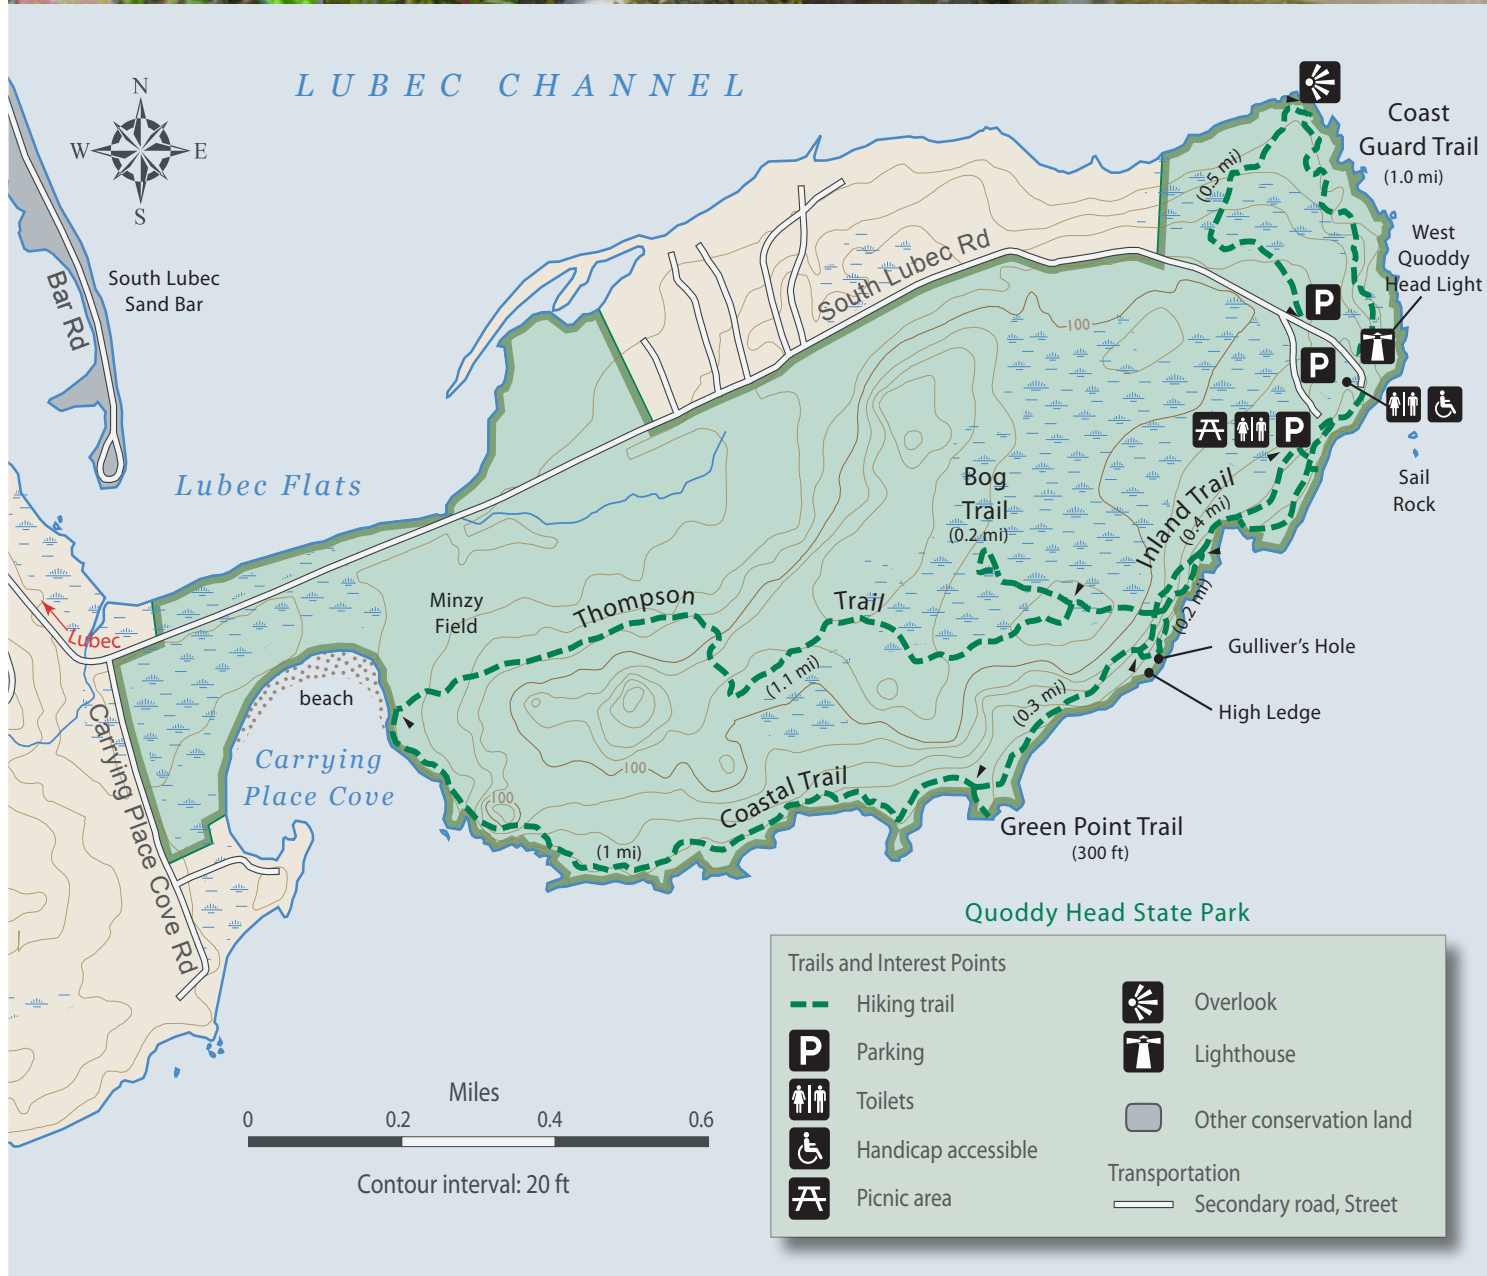 LUBEC CHANNEL
N
W
E
S
Coast
Guard Trail
(1.0 mi)
(0.5 mi)
West
Quoddy
Head Light
South Lubec
Sand Bar
Bar Rd
South Lubec Rd
100
P
P
P
Sail
Rock
Lubec Flats
Bog
Trail
(0.2 mi)
Inland Trail
(0.4 mi)
Minzy
Field
Thompson
Trail
(1.1 mi)
(0.2 mi)
Lubec
Gulliver's Hole
beach
(0.3 mi)
High Ledge
Carrying
Place Cove
Carrying Place Cove Rd
100
100
Coastal Trail
(1 mi)
Green Point Trail
(300 ft)
Quoddy Head State Park
Trails and Interest Points
Hiking trail
P
Parking
Toilets
Handicap accessible
Picnic area
Overlook
Lighthouse
Other conservation land
Transportation
Secondary road, Street
Miles
0
0.2
0.4
0.6
Contour interval: 20 ft